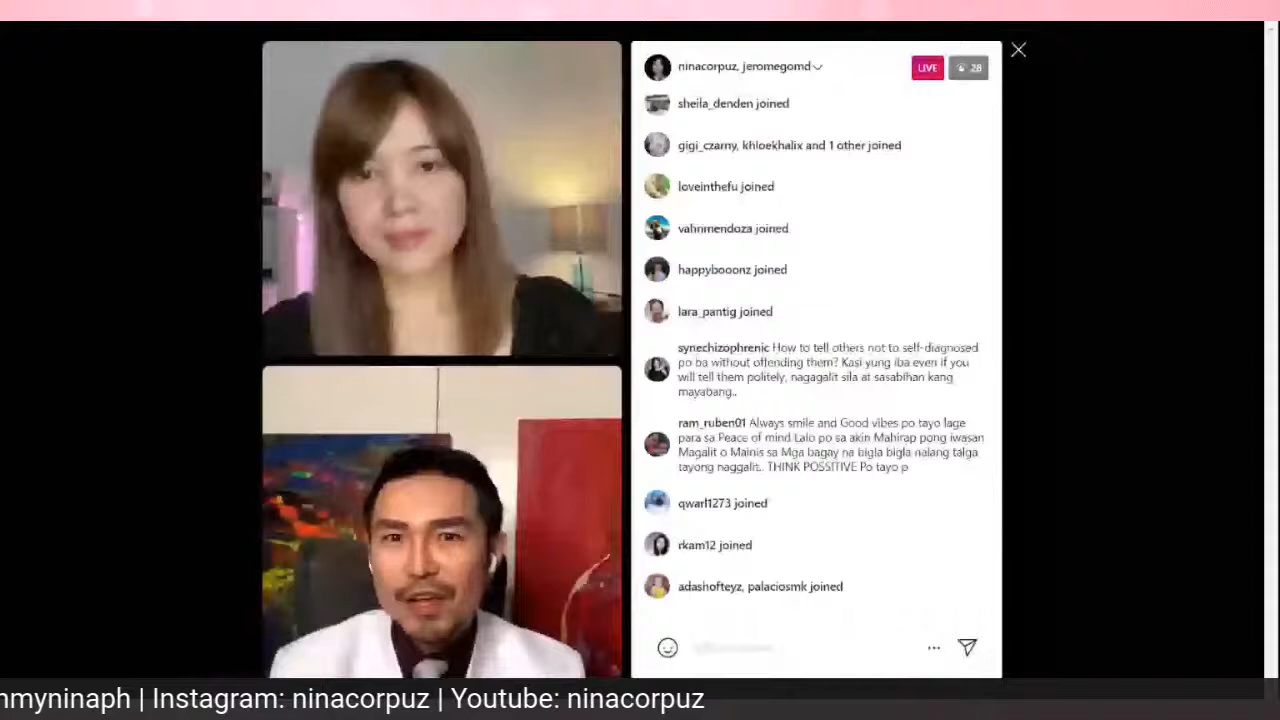 ninacorpuz, jeromegomd
LIVE
28
sheila_denden joined
gigi_czarny, khloekhalix and 1 other joined
loveinthefu joined
vahnmendoza joined
happybooonz joined
lara_pantig joined
synechizophrenic How to tell others not to self-diagnosed
po ba without offending them? Kasi yung iba even if you
will tell them politely, nagagalit sila at sasabihan kang
mayabang..
ram_ruben01 Always smile and Good vibes po tayo lage
para sa Peace of mind Lalo po sa akin Mahirap pong iwasan
Magalit o Mainis sa Mga bagay na bigla bigla nalang talga
tayong naggalit.. THINK POSSITIVE Po tayo p
qwarl1273 joined
rkam12 joined
adashofteyz, palaciosmk joined
mmyninaph | Instagram: ninacorpuz | Youtube: ninacorpuz